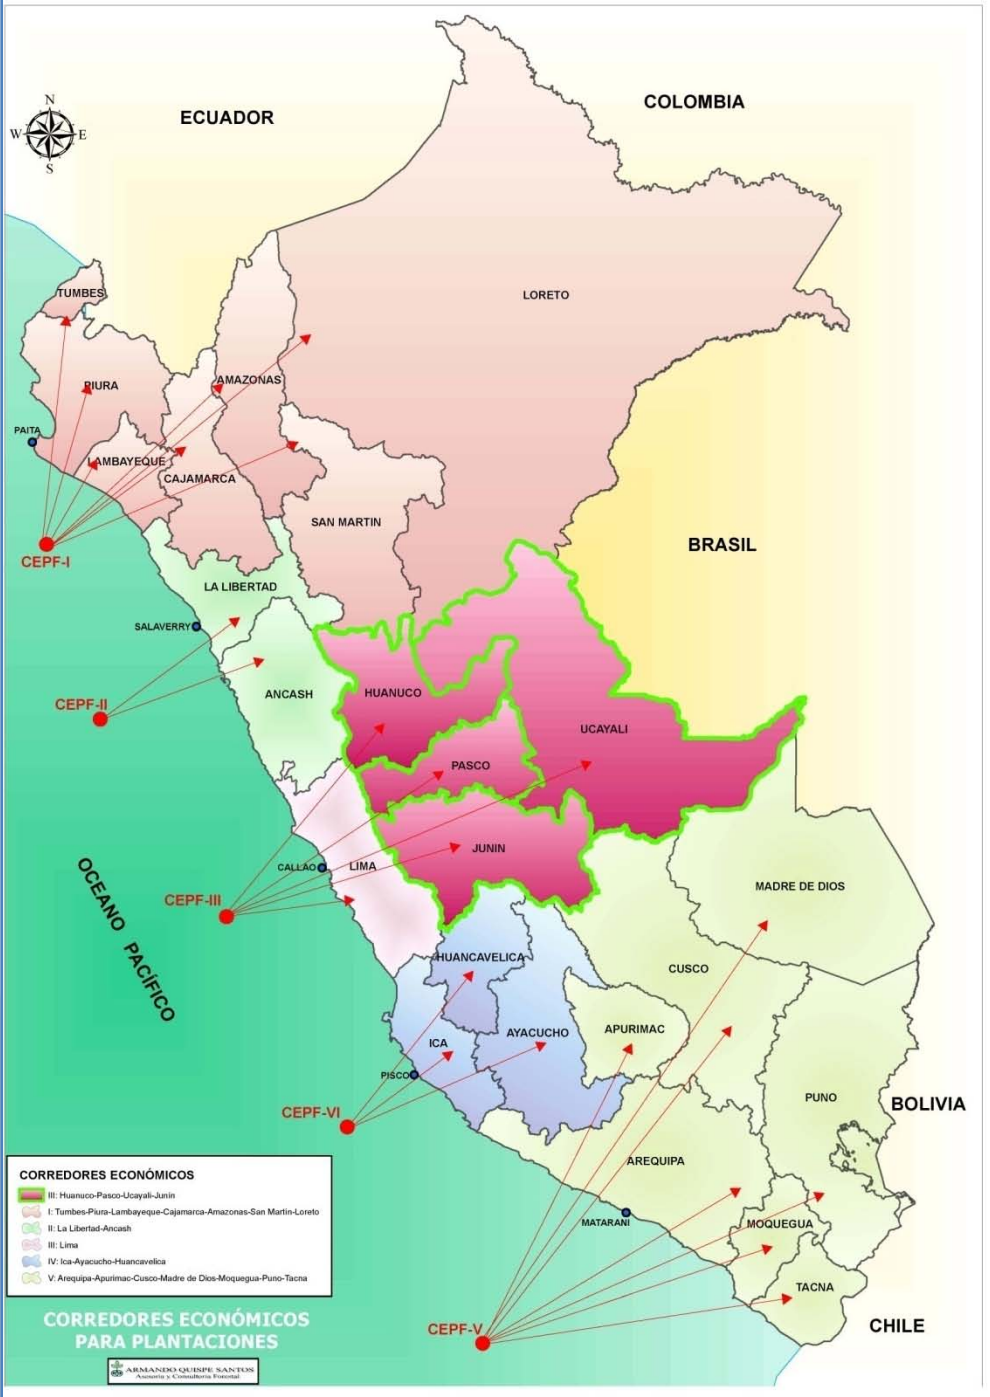 COLOMBIA
ECUADOR
N
W
E
S
TUMBES
LORETO
PIURA
AMAZONAS
PAITA
LAMBAYEQUE
CAJAMARCA
SAN MARTIN
CEPF-I
BRASIL
LA LIBERTAD
SALAVERRY
ANCASH
HUANUCO
CEPF-II
UCAYALI
PASCO
JUNIN
CALLAO
LIMA
MADRE DE DIOS
CEPF-III
OCEANO PACÍFICO
HUANCAVELICA
CUSCO
ICA
AYACUCHO
APURIMAC
PISCO
PUNO
BOLIVIA
CEPF-VI
AREQUIPA
MATARANI
MOQUEGUA
TACNA
CEPF-V
CHILE
CORREDORES ECONÓMICOS
III: Huanuco-Pasco-Ucayali-Junin
I: Tumbes-Piura-Lambayeque-Cajamarca-Amazonas-San Martin-Loreto
II: La Libertad-Ancash
III: Lima
IV: Ica-Ayacucho-Huancavelica
V: Arequipa-Apurimac-Cusco-Madre de Dios-Moquegua-Puno-Tacna
CORREDORES ECONÓMICOS
PARA PLANTACIONES
ARMANDO QUISPE SANTOS
Asesoria y Consultoria Forestal